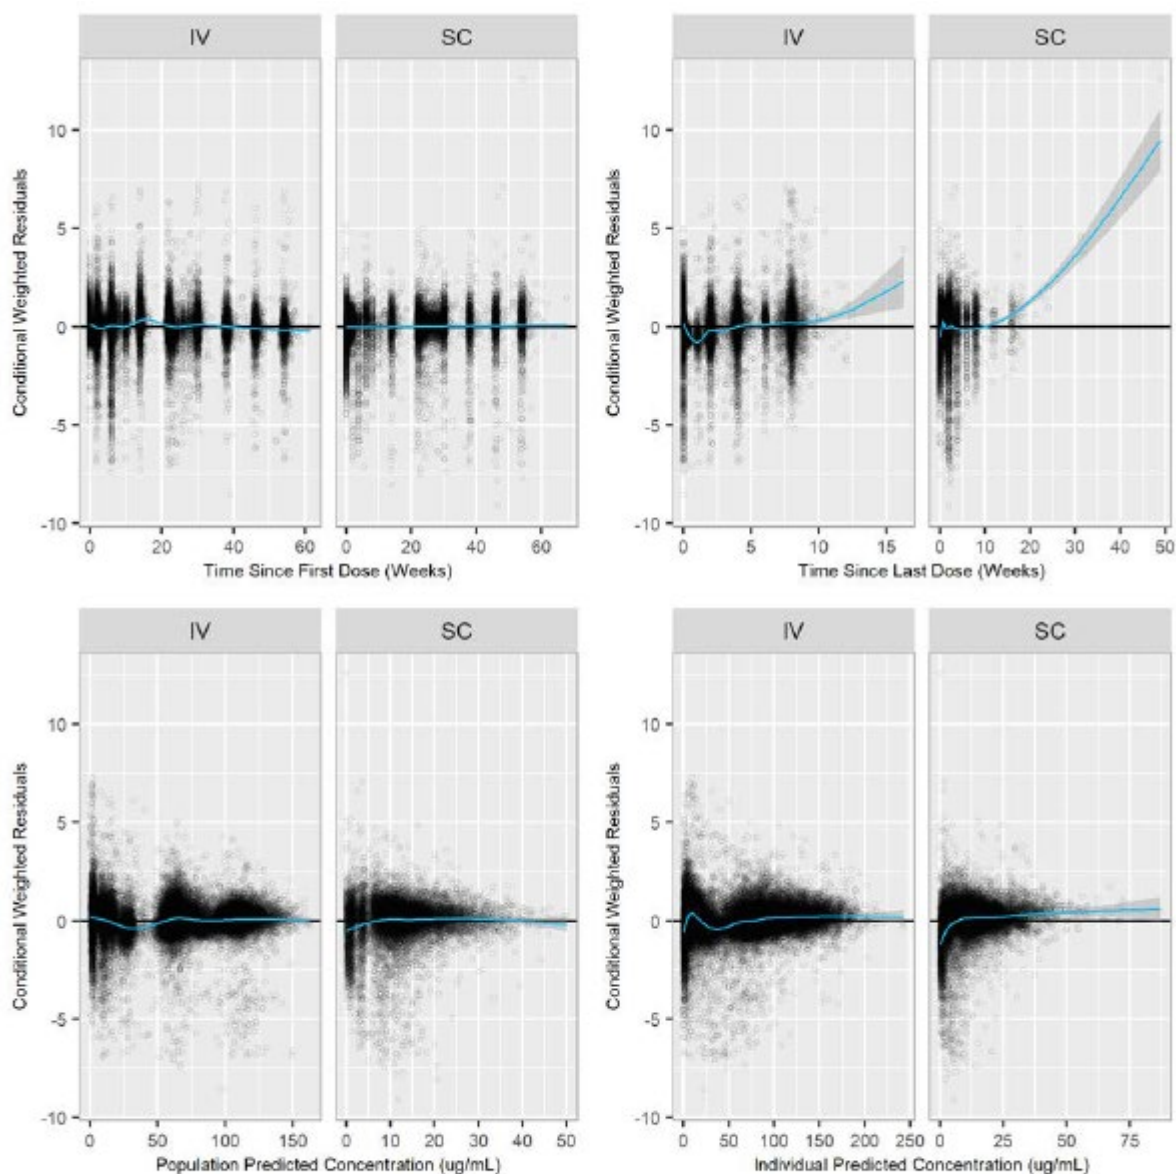 IV SC IV SC
10
5
0
-5
-10
Conditional Weighted Residuals
0 20 40 60 0 20 40 60
Time Since First Dose (Weeks)
10
5
0
-5
-10
Conditional Weighted Residuals
0 5 10 15 0 10 20 30 40 50
Time Since Last Dose (Weeks)
IV SC IV SC
10
5
0
-5
-10
Conditional Weighted Residuals
0 50 100 150 0 10 20 30 40 50
Population Predicted Concentration (ug/mL)
10
5
0
-5
-10
Conditional Weighted Residuals
0 50 100 150 200 250 0 25 50 75
Individual Predicted Concentration (ug/mL)